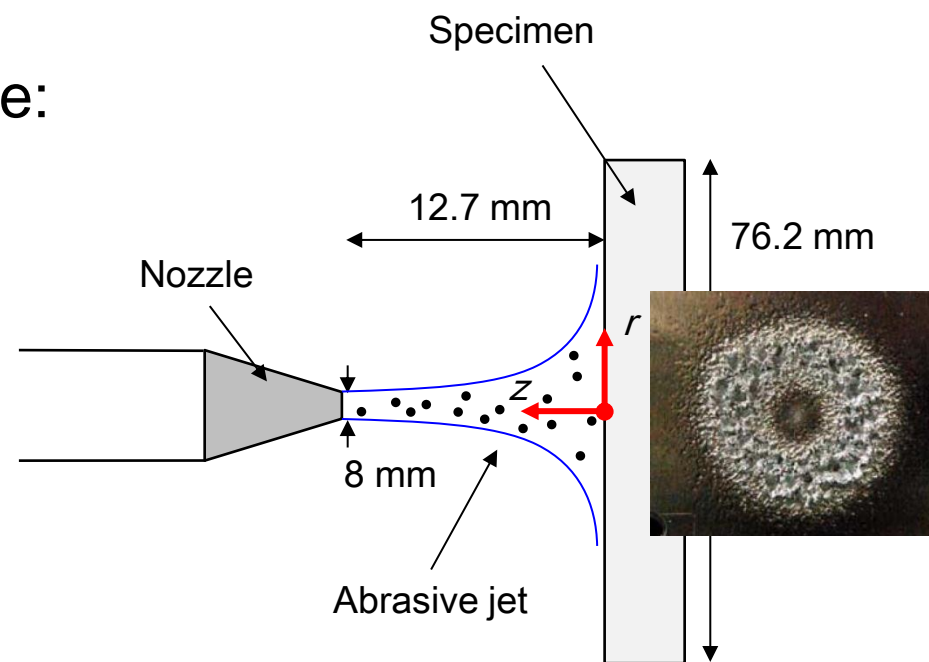 Specimen
e:
12.7 mm
76.2 mm
Nozzle
r
z
8 mm
Abrasive jet